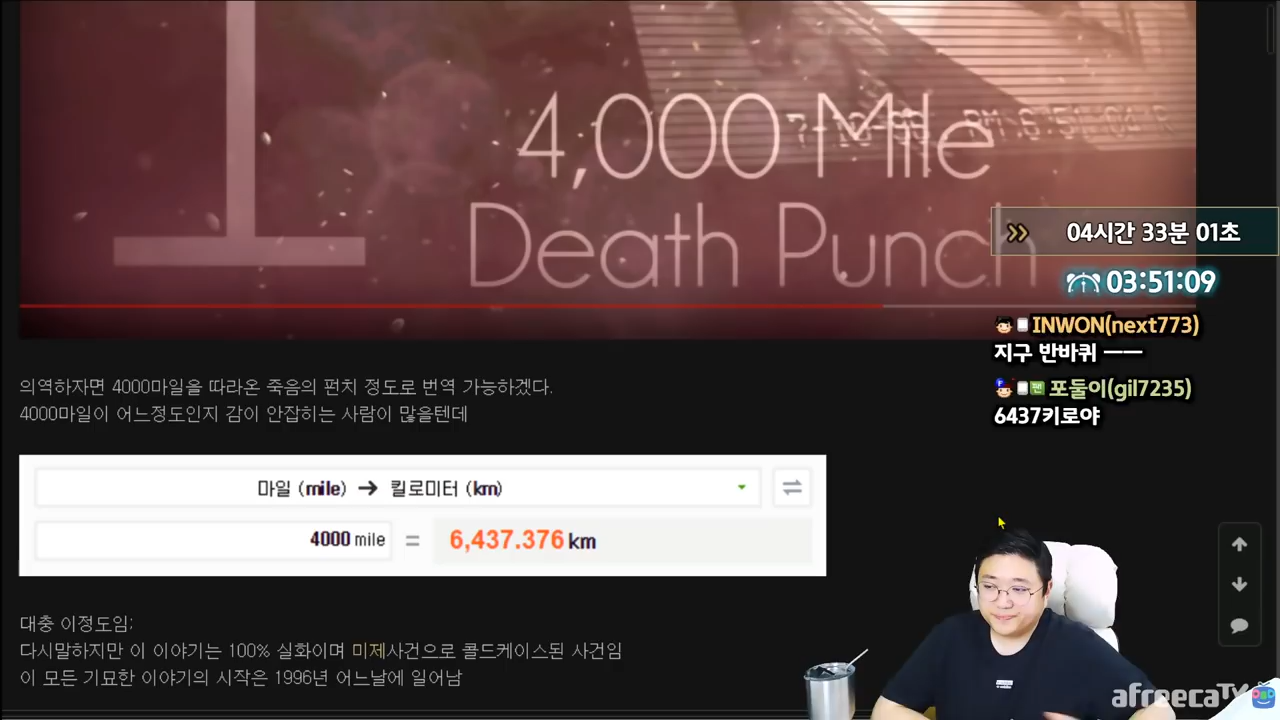 4,000 Mile
Death Punch
04시간 33분 01초
03:51:09
INWON(next773)
지구 반바퀴 ㅡㅡ
포둘이(gil7235)
6437키로야
의역하자면 4000마일을 따라온 죽음의 펀치 정도로 번역 가능하겠다.
4000마일이 어느정도인지 감이 안잡히는 사람이 많을텐데
마일 (mile) → 킬로미터 (km)
4000 mile = 6,437.376 km
대충 이정도임;
다시말하지만 이 이야기는 100% 실화이며 미제사건으로 콜드케이스된 사건임
이 모든 기묘한 이야기의 시작은 1996년 어느날에 일어남
afreecaTV